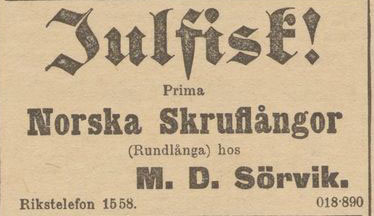 Julfisk!
Prima
Norska Skruflångor
(Rundlånga) hos
M. D. Sörvik.
Rikstelefon 1558. 018-890